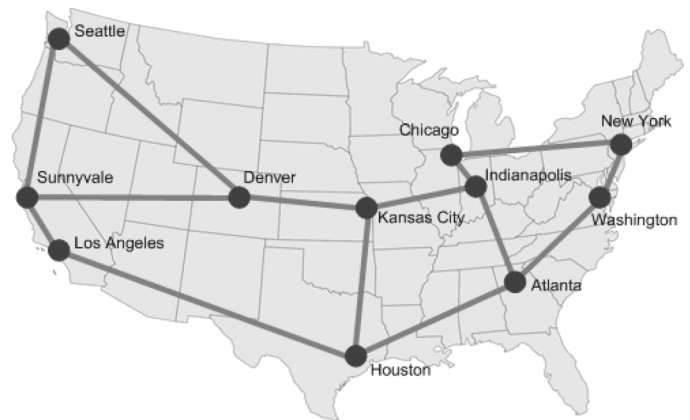 Seattle
New York
Chicago
Sunnyvale
Denver
Indianapolis
Kansas City
Washington
Los Angeles
Atlanta
Houston